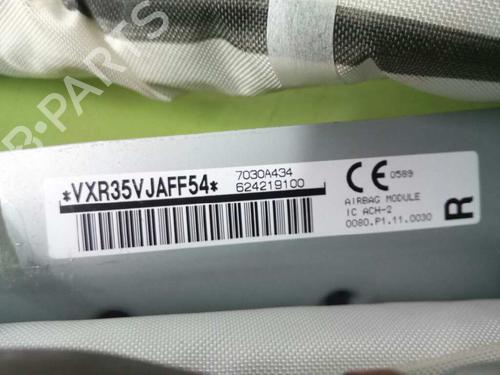 B-PARTS
*VXR35VJAFF54*
7030A434
624219100
CE 0589
AIRBAG MODULE
IC ACH-2
0080.P1.11.0030
R